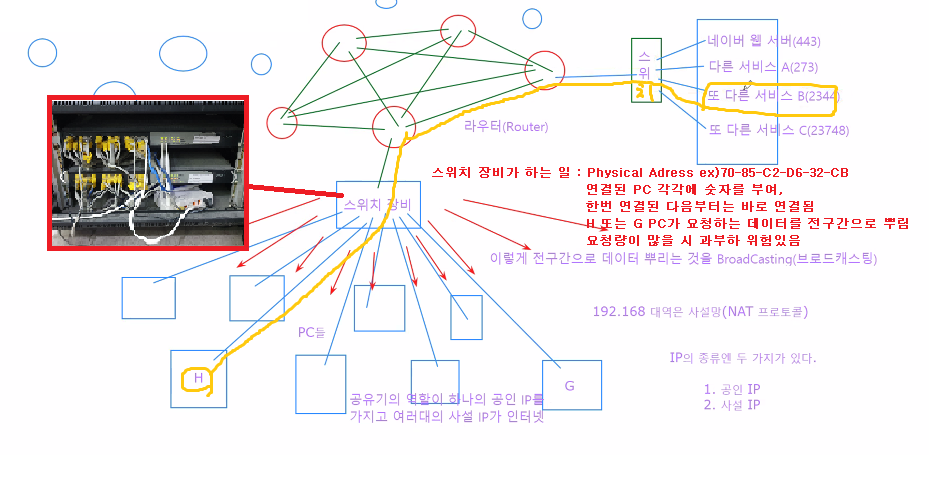 네이버 웹 서버(443)
스
위
치
다른 서비스 A(273)
또 다른 서비스 B(2344)
또 다른 서비스 C(23748)
라우터(Router)
스위치 장비가 하는 일 : Physical Adress ex)70-85-C2-D6-32-CB
연결된 PC 각각에 숫자를 부여,
한번 연결된 다음부터는 바로 연결됨
H 또는 G PC가 요청하는 데이터를 전구간으로 뿌림
요청량이 많을 시 과부하 위험있음
스위치 장비
이렇게 전구간으로 데이터 뿌리는 것을 BroadCasting(브로드캐스팅)
192.168 대역은 사설망(NAT 프로토콜)
PC들
IP의 종류엔 두 가지가 있다.
1. 공인 IP
2. 사설 IP
H
G
공유기의 역할이 하나의 공인 IP를
가지고 여러대의 사설 IP가 인터넷